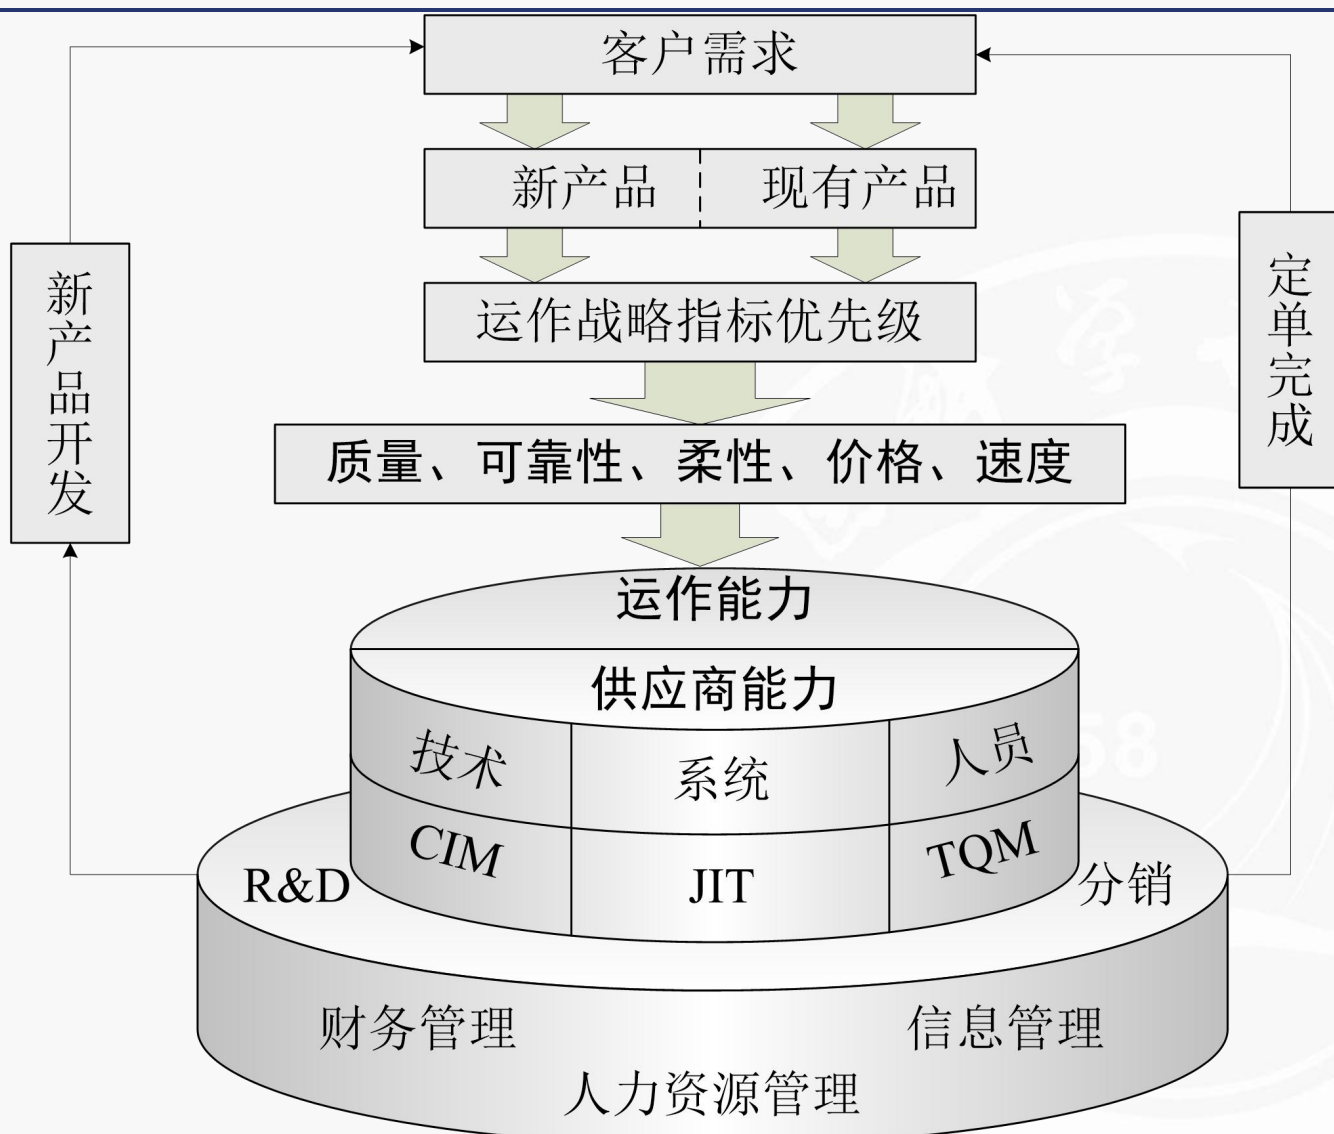 客户需求
新产品
现有产品
运作战略指标优先级
质量、可靠性、柔性、价格、速度
新产品开发
定单完成
运作能力
供应商能力
技术
系统
人员
CIM
JIT
TQM
R&D
分销
财务管理
信息管理
人力资源管理